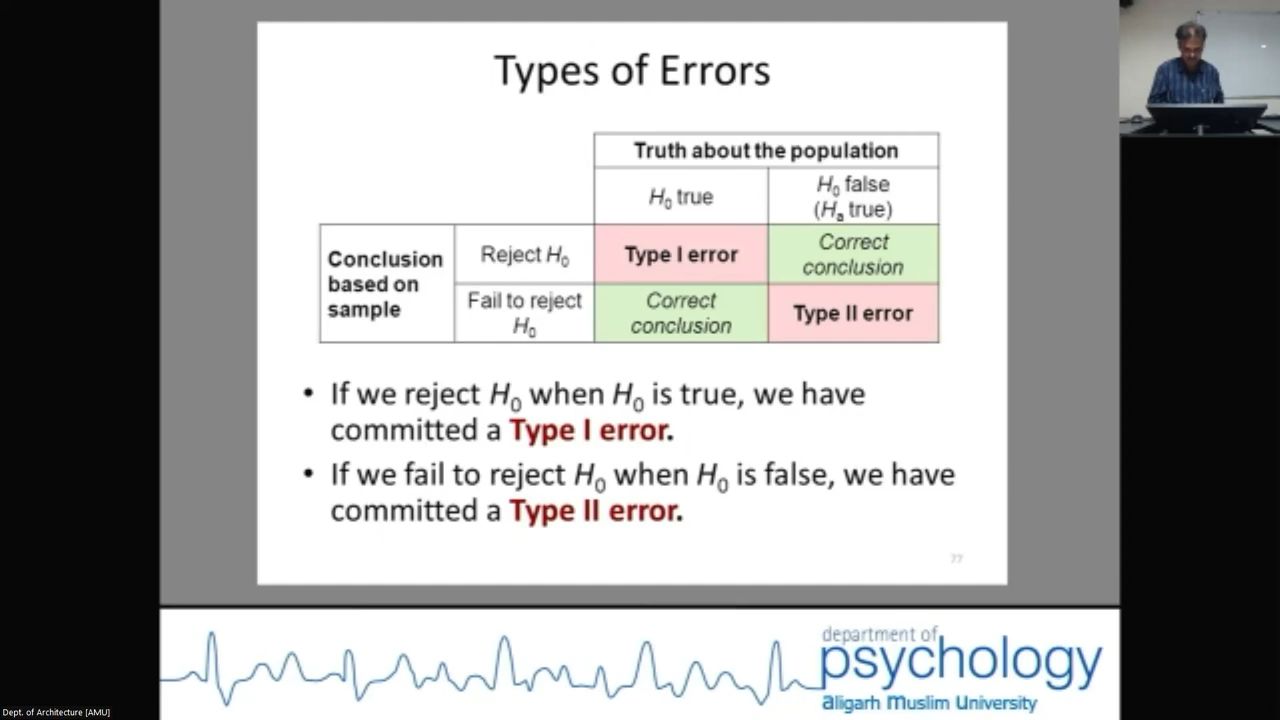 Types of Errors
Truth about the population
H0 true
H0 false
(Ha true)
Conclusion
based on
sample
Reject H0
Type I error
Correct
conclusion
Fail to reject
H0
Correct
conclusion
Type II error
• If we reject H0 when H0 is true, we have
committed a Type I error.
• If we fail to reject H0 when H0 is false, we have
committed a Type II error.
77
department of
psychology
aligarh muslim university
Dept. of Architecture [AMU]